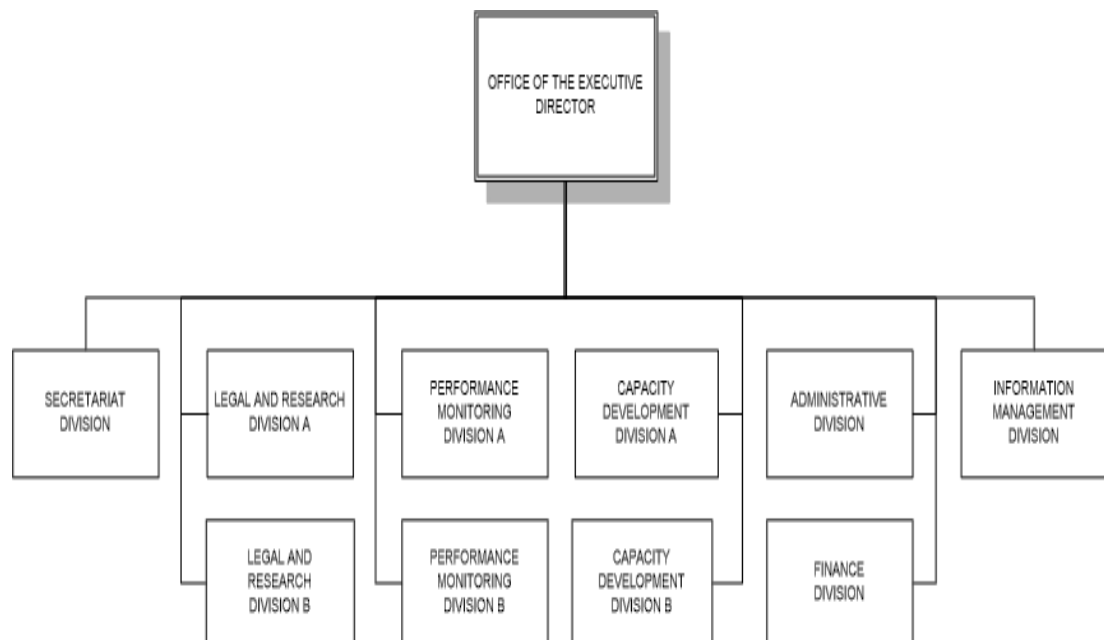 OFFICE OF THE EXECUTIVE
DIRECTOR
SECRETARIAT
DIVISION
LEGAL AND RESEARCH
DIVISION A
PERFORMANCE
MONITORING
DIVISION A
CAPACITY
DEVELOPMENT
DIVISION A
ADMINISTRATIVE
DIVISION
INFORMATION
MANAGEMENT
DIVISION
LEGAL AND
RESEARCH
DIVISION B
PERFORMANCE
MONITORING
DIVISION B
CAPACITY
DEVELOPMENT
DIVISION B
FINANCE
DIVISION